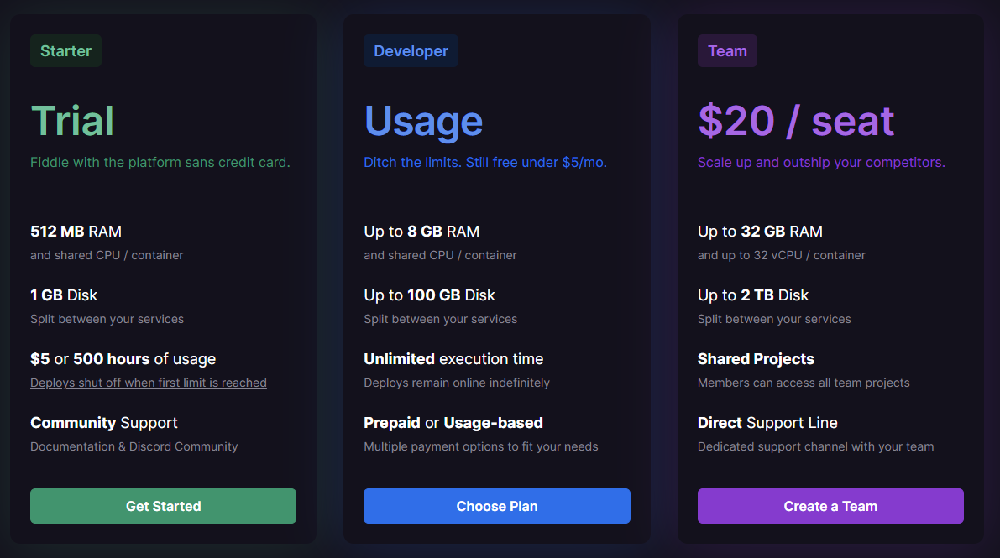 Starter
Trial
Fiddle with the platform sans credit card.
512 MB RAM
and shared CPU / container
1 GB Disk
Split between your services
$5 or 500 hours of usage
Deploys shut off when first limit is reached
Community Support
Documentation & Discord Community
Get Started
Developer
Usage
Ditch the limits. Still free under $5/mo.
Up to 8 GB RAM
and shared CPU / container
Up to 100 GB Disk
Split between your services
Unlimited execution time
Deploys remain online indefinitely
Prepaid or Usage-based
Multiple payment options to fit your needs
Choose Plan
Team
$20 / seat
Scale up and outship your competitors.
Up to 32 GB RAM
and up to 32 vCPU / container
Up to 2 TB Disk
Split between your services
Shared Projects
Members can access all team projects
Direct Support Line
Dedicated support channel with your team
Create a Team